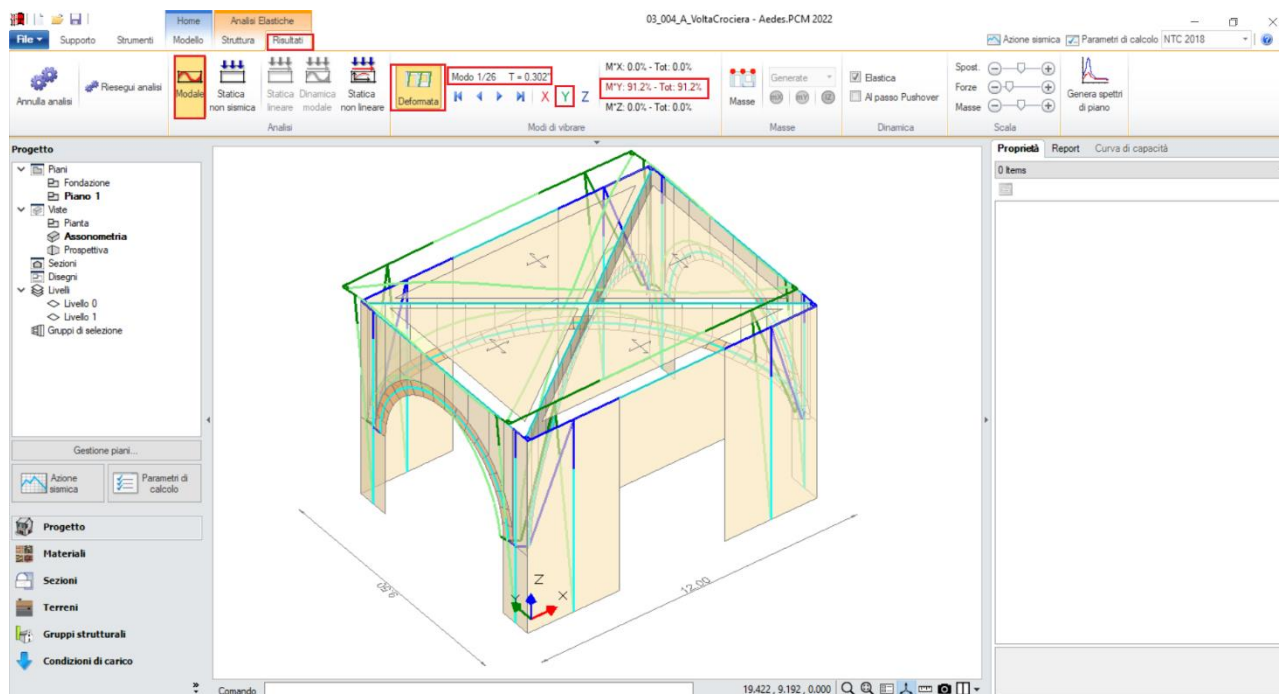 03_004_A_VoltaCrociera - Aedes.PCM 2022
Home
Analisi Elastiche
File
Supporto
Strumenti
Modello
Struttura
Risultati
Azione sismica
Parametri di calcolo
NTC 2018
Annulla analisi
Riesegui analisi
Modale
Statica non sismica
Statica lineare
Dinamica modale
Statica non lineare
Analisi
Deformata
Modo 1/26 T = 0.302"
X Y Z
M*X: 0.0% - Tot: 0.0%
M*Y: 91.2% - Tot: 91.2%
M*Z: 0.0% - Tot: 0.0%
Modi di vibrare
Masse
Generate
Masse
Elastica
Al passo Pushover
Dinamica
Spost.
Forze
Masse
Scala
Genera spettri di piano
Progetto
Piani
Fondazione
Piano 1
Viste
Pianta
Assonometria
Prospettiva
Sezioni
Disegni
Livelli
Livello 0
Livello 1
Gruppi di selezione
Gestione piani...
Azione sismica
Parametri di calcolo
Progetto
Materiali
Sezioni
Terreni
Gruppi strutturali
Condizioni di carico
Z
Y
X
9.50
12.00
Comando
19.422 , 9.192 , 0.000
Proprietà
Report
Curva di capacità
0 Items